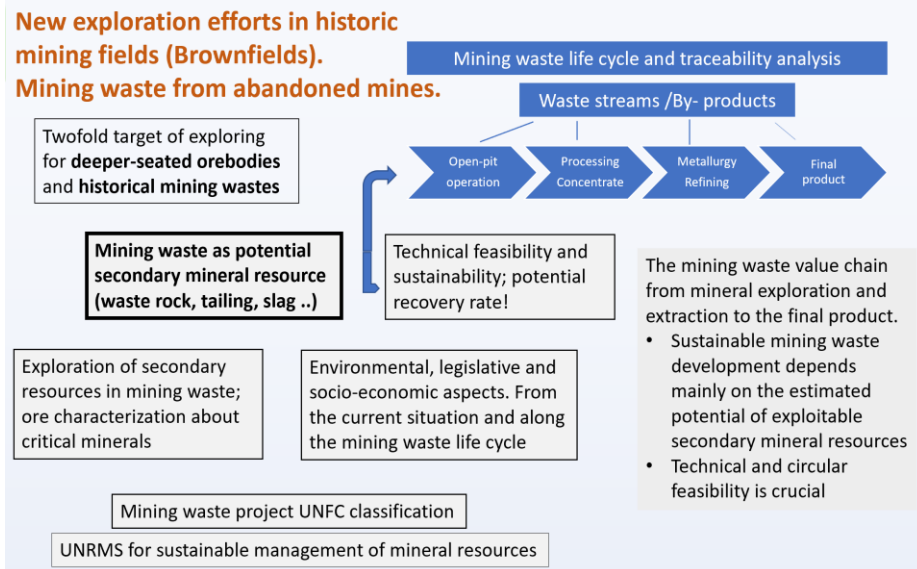 New exploration efforts in historic
mining fields (Brownfields).
Mining waste from abandoned mines.
Mining waste life cycle and traceability analysis
Waste streams /By- products
Twofold target of exploring
for deeper-seated orebodies
and historical mining wastes
Open-pit
operation
Processing
Concentrate
Metallurgy
Refining
Final
product
Mining waste as potential
secondary mineral resource
(waste rock, tailing, slag ..)
Technical feasibility and
sustainability; potential
recovery rate!
The mining waste value chain
from mineral exploration and
extraction to the final product.
• Sustainable mining waste
development depends
mainly on the estimated
potential of exploitable
secondary mineral resources
• Technical and circular
feasibility is crucial
Exploration of secondary
resources in mining waste;
ore characterization about
critical minerals
Environmental, legislative and
socio-economic aspects. From
the current situation and along
the mining waste life cycle
Mining waste project UNFC classification
UNRMS for sustainable management of mineral resources